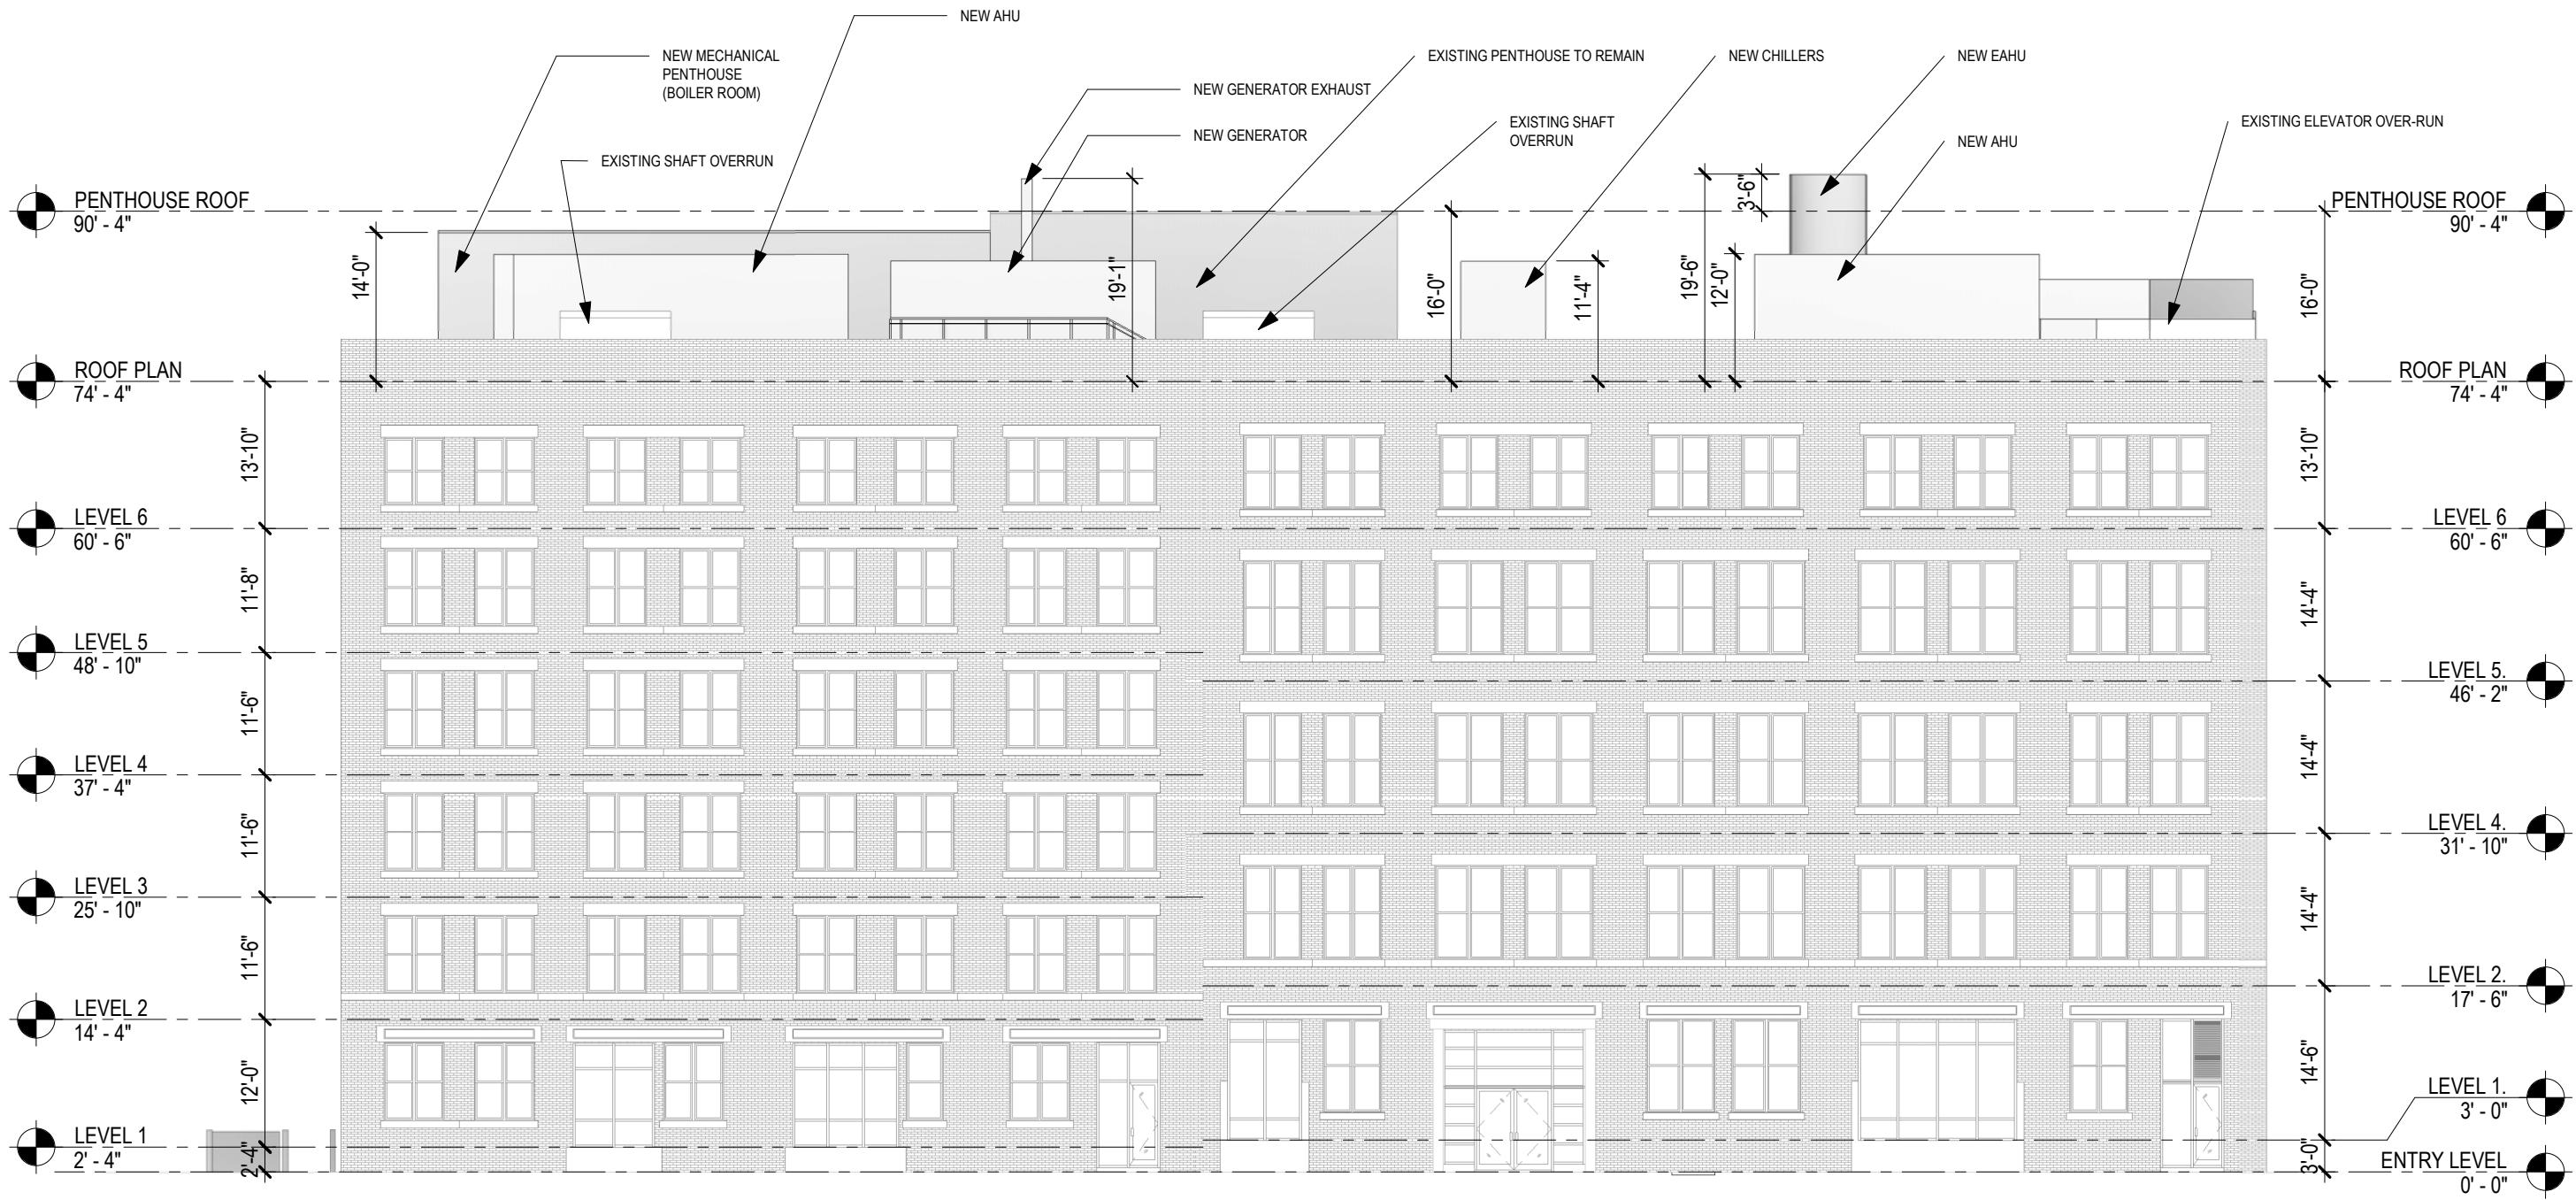 NEW AHU
NEW MECHANICAL
PENTHOUSE
(BOILER ROOM)
EXISTING PENTHOUSE TO REMAIN
NEW CHILLERS
NEW EAHU
NEW GENERATOR EXHAUST
NEW GENERATOR
EXISTING SHAFT
OVERRUN
EXISTING ELEVATOR OVER-RUN
NEW AHU
EXISTING SHAFT OVERRUN
PENTHOUSE ROOF
90' - 4"
ROOF PLAN
74' - 4"
LEVEL 6
60' - 6"
LEVEL 5
48' - 10"
LEVEL 4
37' - 4"
LEVEL 3
25' - 10"
LEVEL 2
14' - 4"
LEVEL 1
2' - 4"
13'-10"
11'-8"
11'-6"
11'-6"
11'-6"
12'-0"
2'-4"
14'-0"
19'-1"
16'-0"
11'-4"
19'-6"
12'-0"
3'-6"
16'-0"
13'-10"
14'-4"
14'-4"
14'-4"
14'-6"
3'-0"
PENTHOUSE ROOF
90' - 4"
ROOF PLAN
74' - 4"
LEVEL 6
60' - 6"
LEVEL 5.
46' - 2"
LEVEL 4.
31' - 10"
LEVEL 2.
17' - 6"
LEVEL 1.
3' - 0"
ENTRY LEVEL
0' - 0"